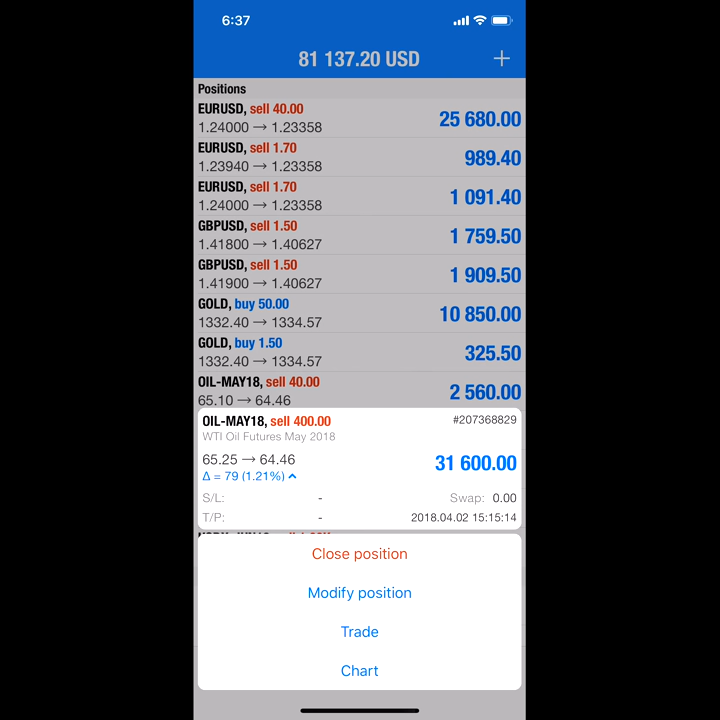 6:37
81 137.20 USD +
Positions
EURUSD, sell 40.00
1.24000 → 1.23358 25 680.00
EURUSD, sell 1.70
1.23940 → 1.23358 989.40
EURUSD, sell 1.70
1.24000 → 1.23358 1 091.40
GBPUSD, sell 1.50
1.41800 → 1.40627 1 759.50
GBPUSD, sell 1.50
1.41900 → 1.40627 1 909.50
GOLD, buy 50.00
1332.40 → 1334.57 10 850.00
GOLD, buy 1.50
1332.40 → 1334.57 325.50
OIL-MAY18, sell 40.00
65.10 → 64.46 2 560.00
OIL-MAY18, sell 400.00 #207368829
WTI Oil Futures May 2018
65.25 → 64.46 31 600.00
Δ = 79 (1.21%)
S/L: - Swap: 0.00
T/P: - 2018.04.02 15:15:14
Close position
Modify position
Trade
Chart